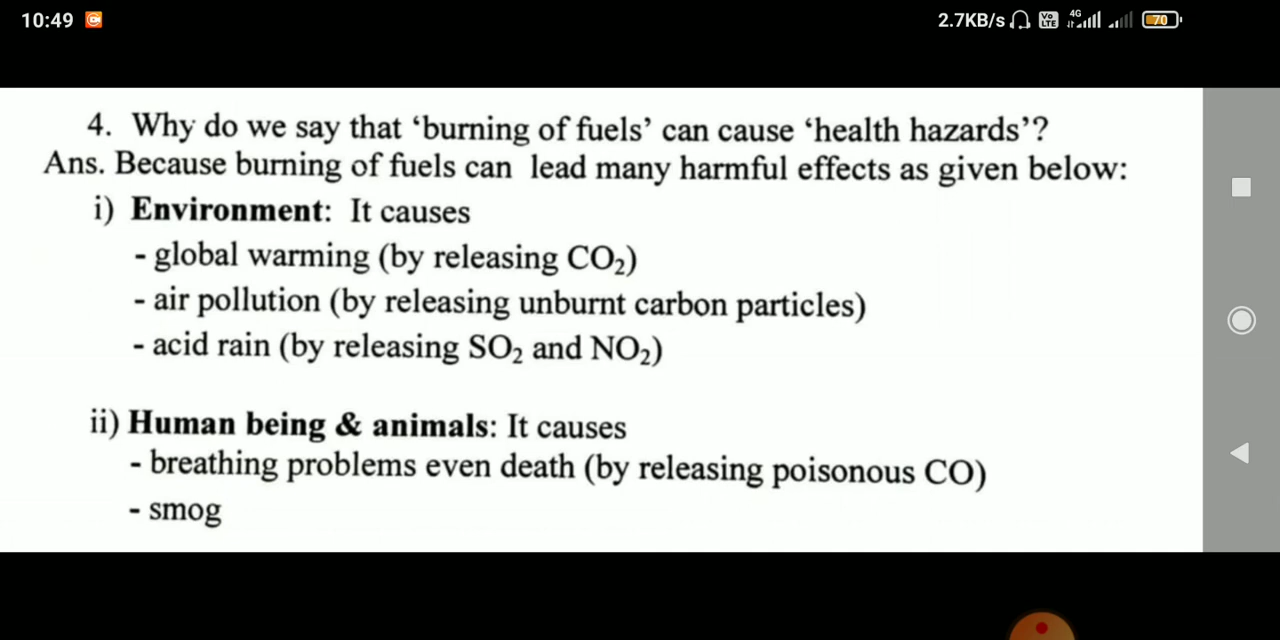 10:49 2.7KB/s Vo LTE 4G 70
4. Why do we say that ‘burning of fuels’ can cause ‘health hazards’?
Ans. Because burning of fuels can lead many harmful effects as given below:
i) Environment: It causes
- global warming (by releasing CO₂)
- air pollution (by releasing unburnt carbon particles)
- acid rain (by releasing SO₂ and NO₂)
ii) Human being & animals: It causes
- breathing problems even death (by releasing poisonous CO)
- smog